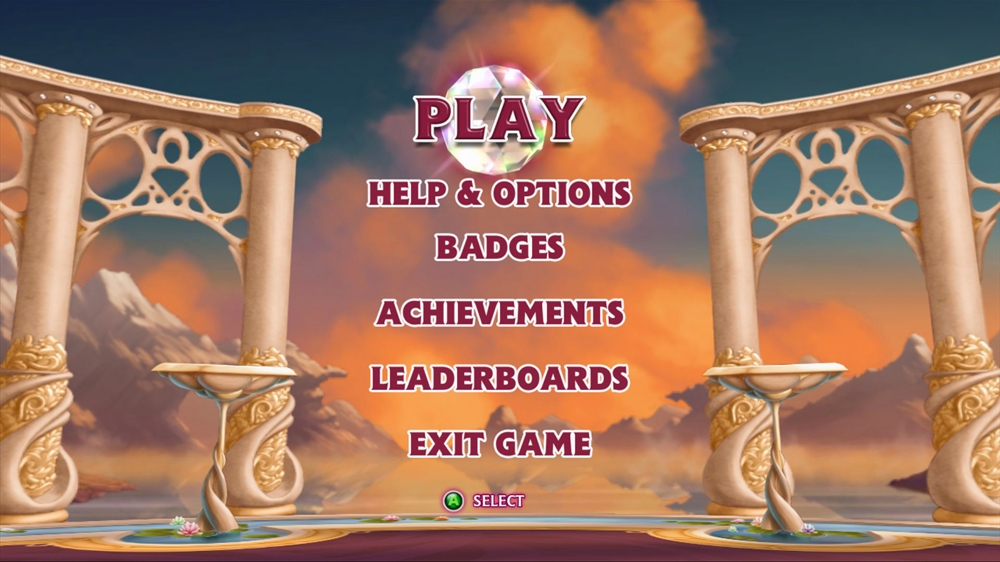 PLAY
HELP & OPTIONS
BADGES
ACHIEVEMENTS
LEADERBOARDS
EXIT GAME
A SELECT